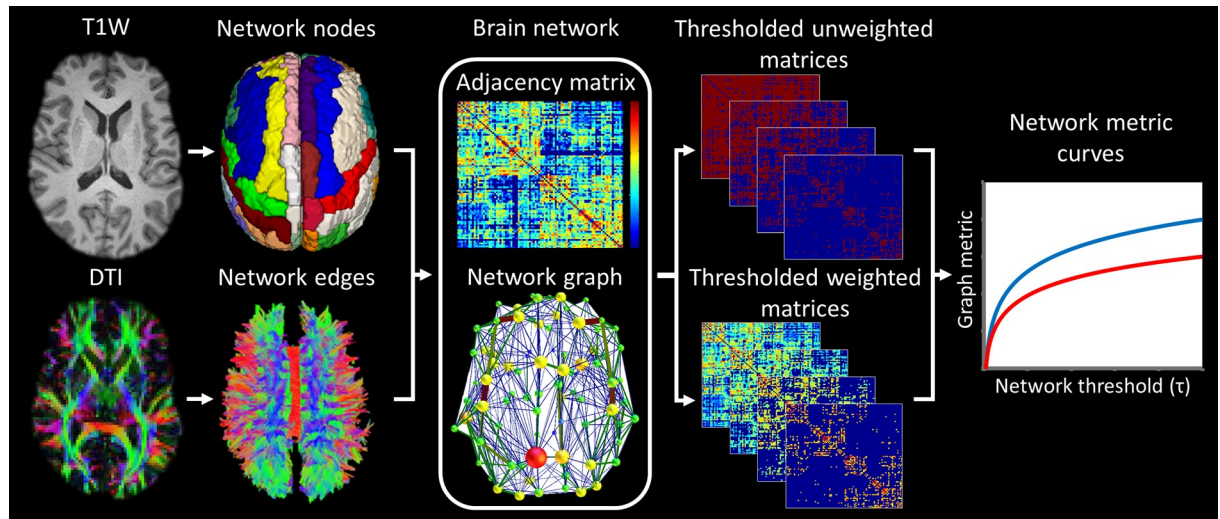 T1W
Network nodes
Brain network
Thresholded unweighted
matrices
Adjacency matrix
Network metric
curves
DTI
Network edges
Network graph
Thresholded weighted
matrices
Graph metric
Network threshold (τ)